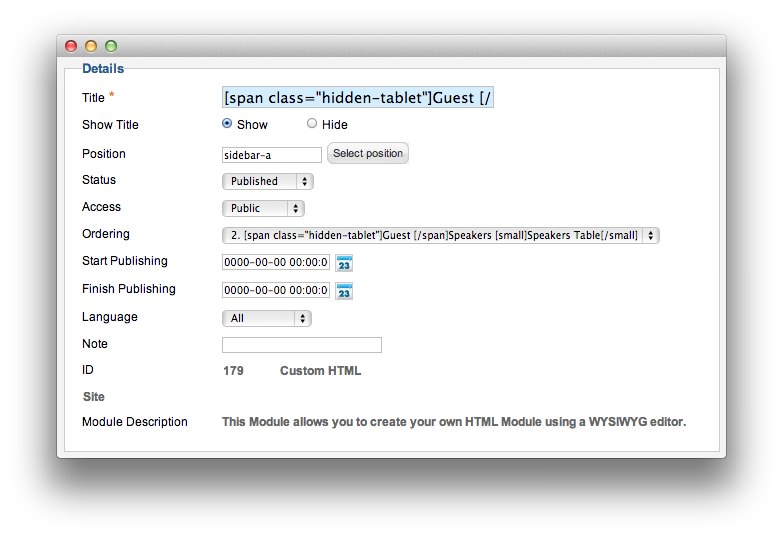 Details
Title * [span class="hidden-tablet"]Guest [/
Show Title Show Hide
Position sidebar-a Select position
Status Published
Access Public
Ordering 2. [span class="hidden-tablet"]Guest [/span]Speakers [small]Speakers Table[/small]
Start Publishing 0000-00-00 00:00:0 23
Finish Publishing 0000-00-00 00:00:0 23
Language All
Note
ID 179 Custom HTML
Site
Module Description This Module allows you to create your own HTML Module using a WYSIWYG editor.